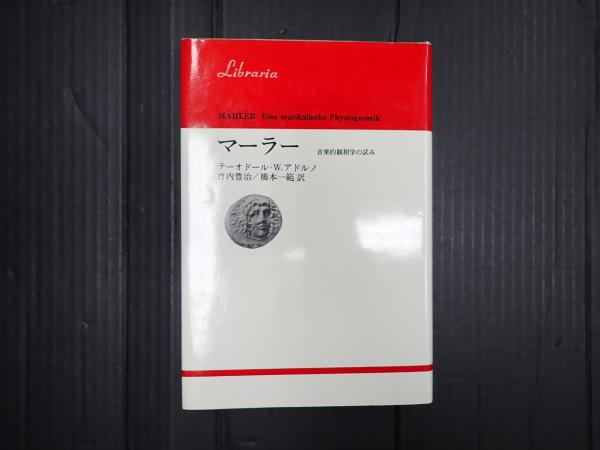 Libraria
MAHLER Eine musikalische Physiognomik
マーラー 音楽的観相学の試み
テーオドール・W.アドルノ
竹内豊治/橋本一範 訳